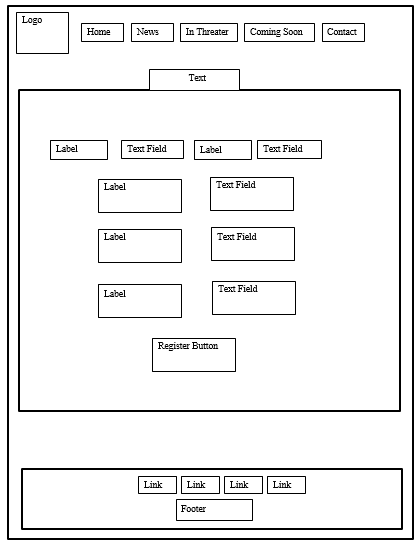 Logo
Home News In Threater Coming Soon Contact
Text
Label Text Field Label Text Field
Label Text Field
Label Text Field
Label Text Field
Register Button
Link Link Link Link
Footer